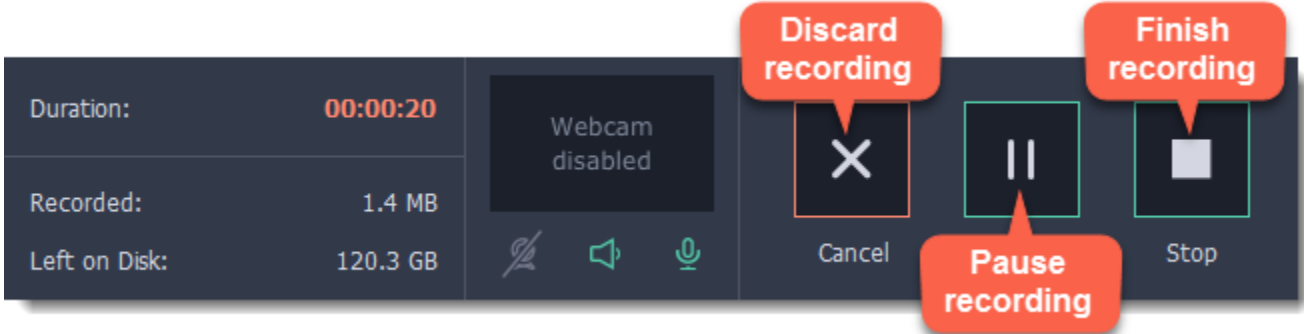 Discard
recording
Finish
recording
Duration: 00:00:20
Webcam
disabled
Recorded: 1.4 MB
Left on Disk: 120.3 GB
Cancel
Pause
recording
Stop